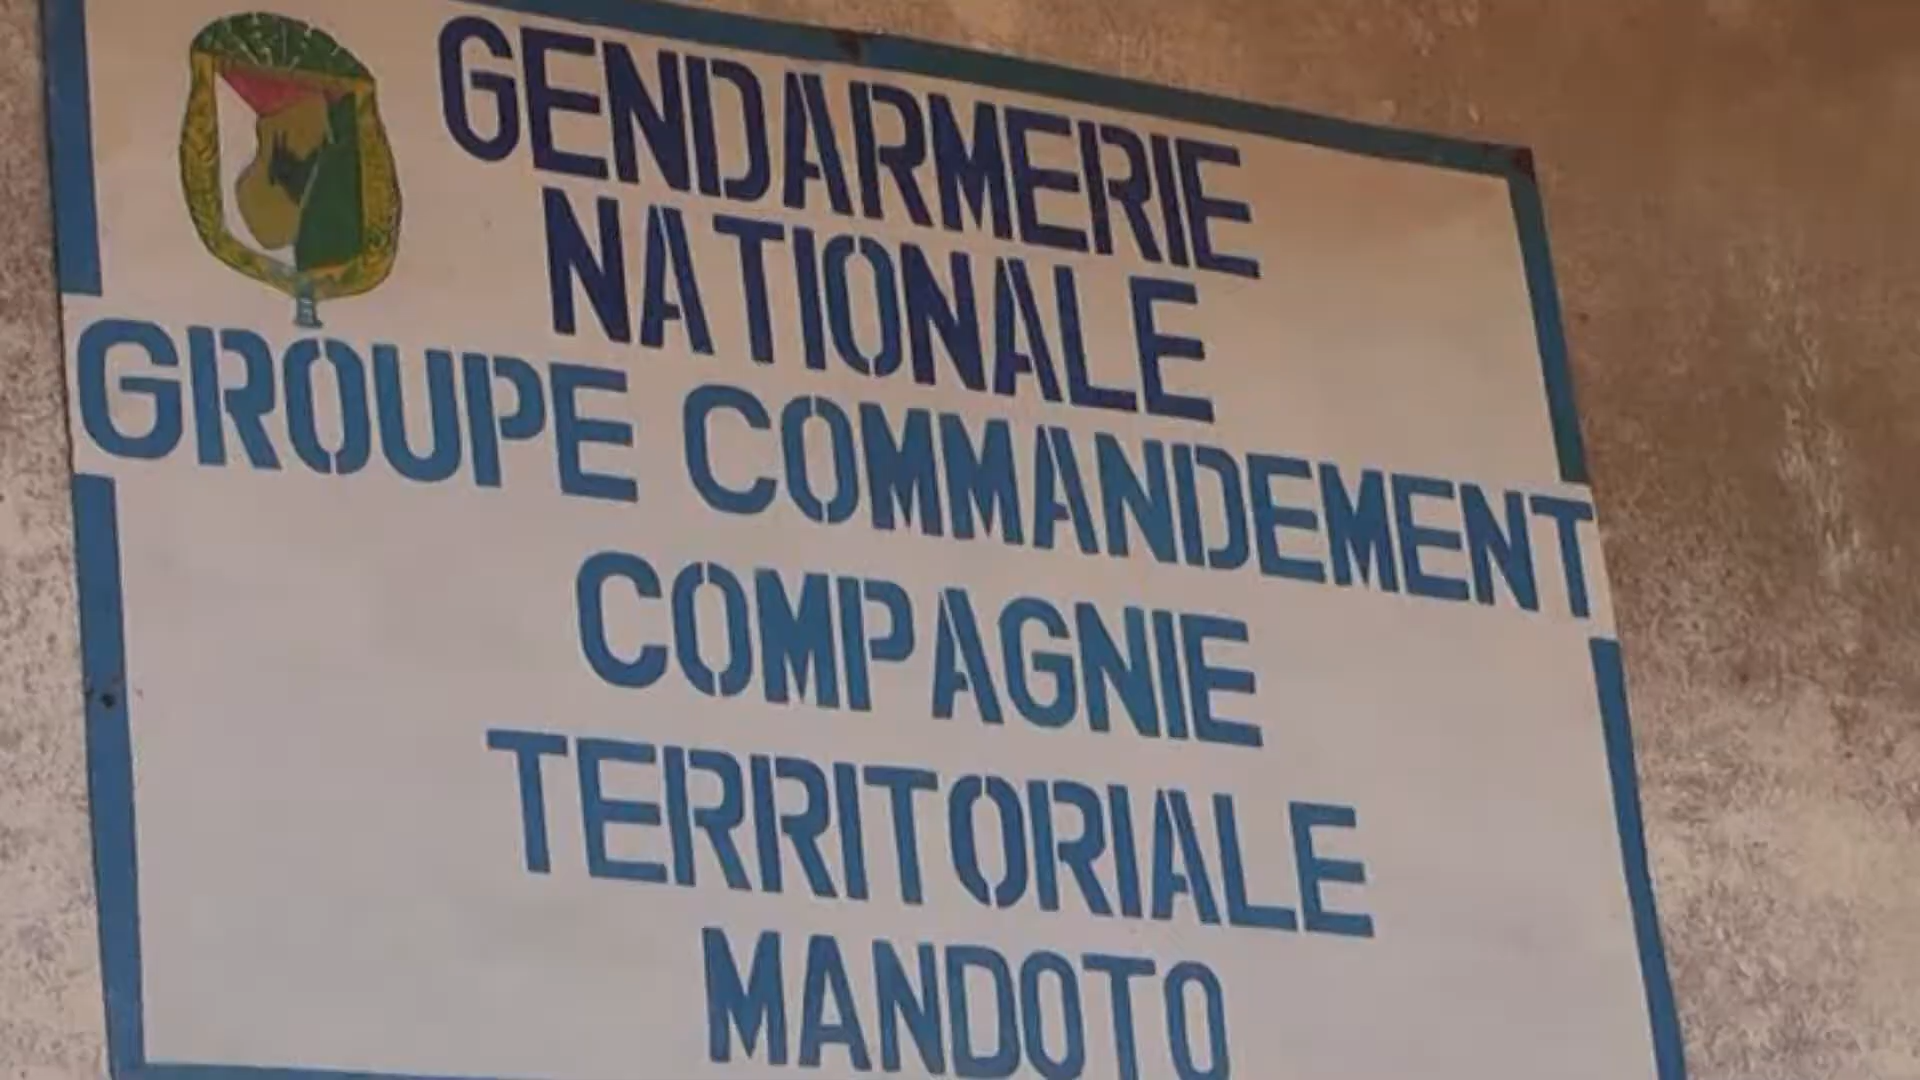 GENDARMERIE
NATIONALE
GROUPE COMMANDEMENT
COMPAGNIE
TERRITORIALE
MANDOTO